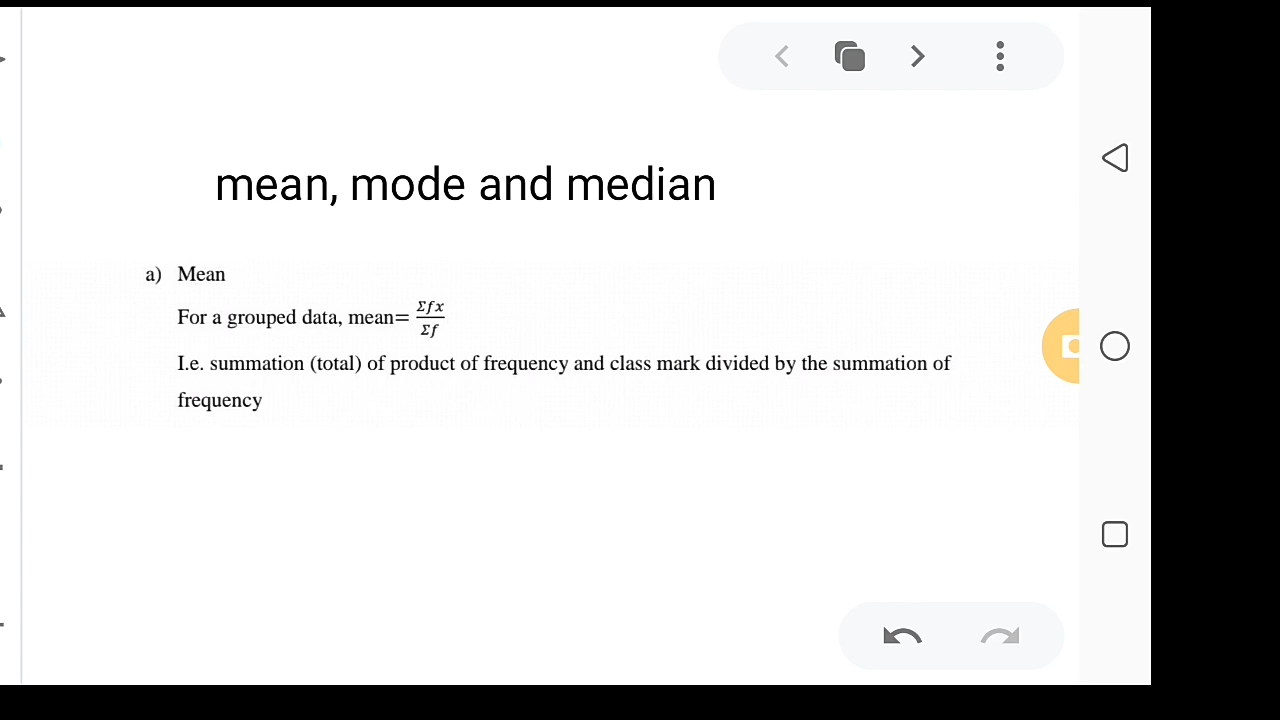 mean, mode and median
a) Mean
For a grouped data, mean= Σfx/Σf
I.e. summation (total) of product of frequency and class mark divided by the summation of
frequency